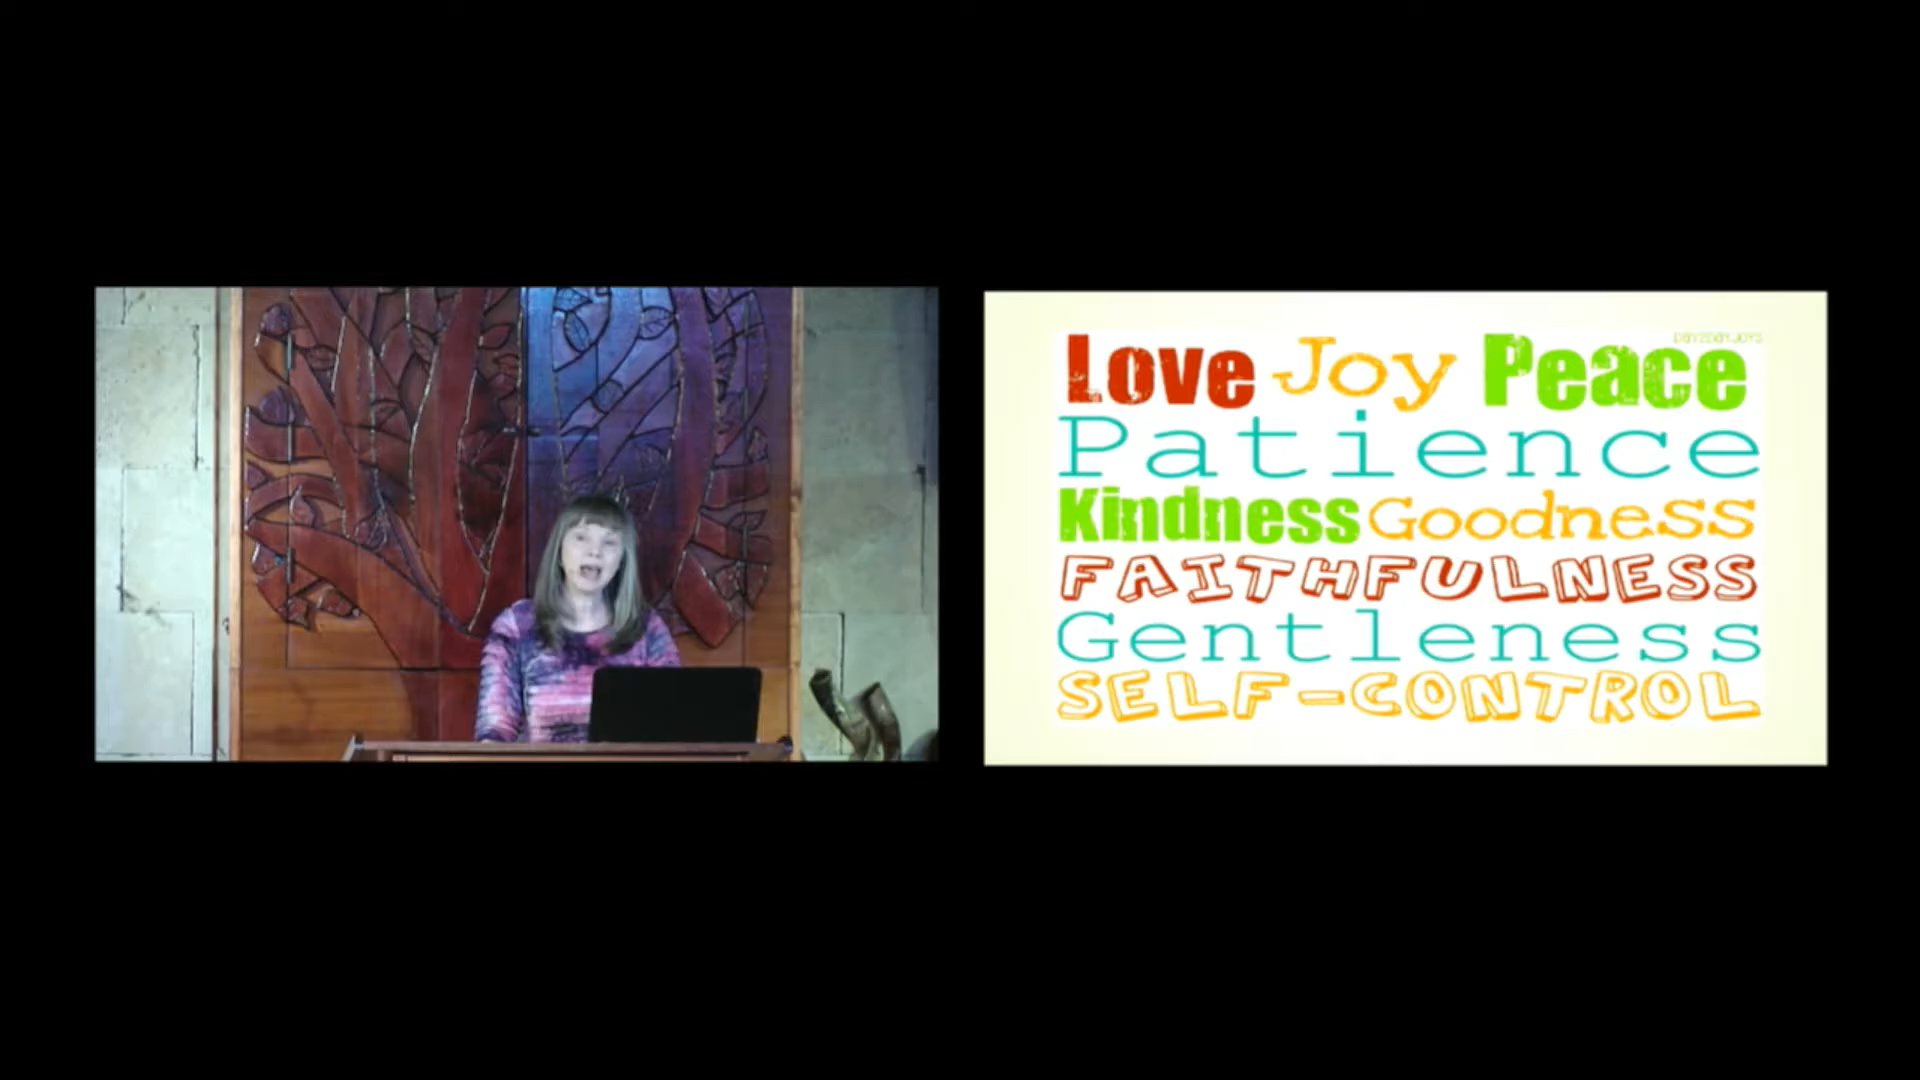 Love Joy Peace
Patience
Kindness Goodness
FAITHFULNESS
Gentleness
SELF-CONTROL